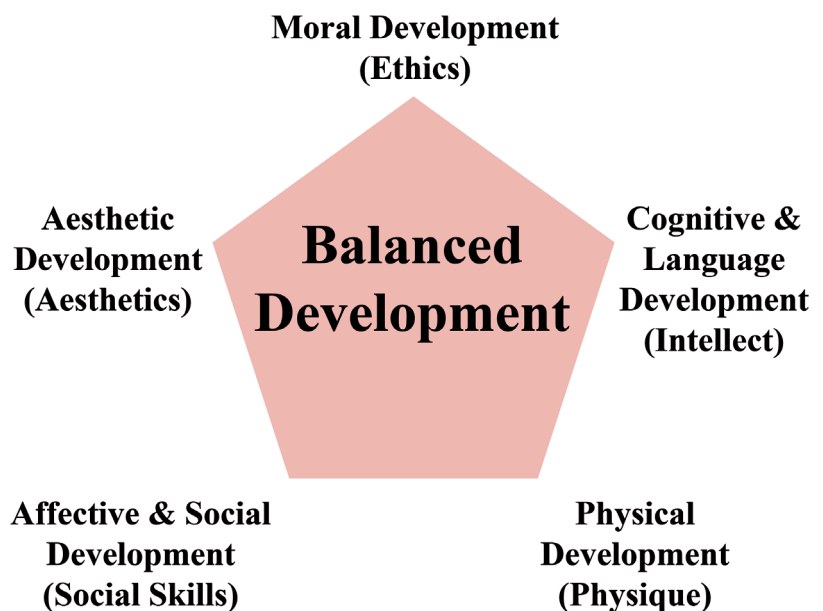 Moral Development
(Ethics)
Aesthetic
Development
(Aesthetics)
Balanced
Development
Cognitive &
Language
Development
(Intellect)
Affective & Social
Development
(Social Skills)
Physical
Development
(Physique)